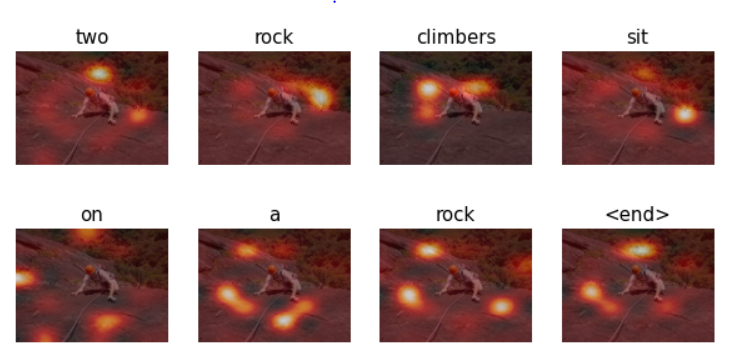 two rock climbers sit
on a rock <end>